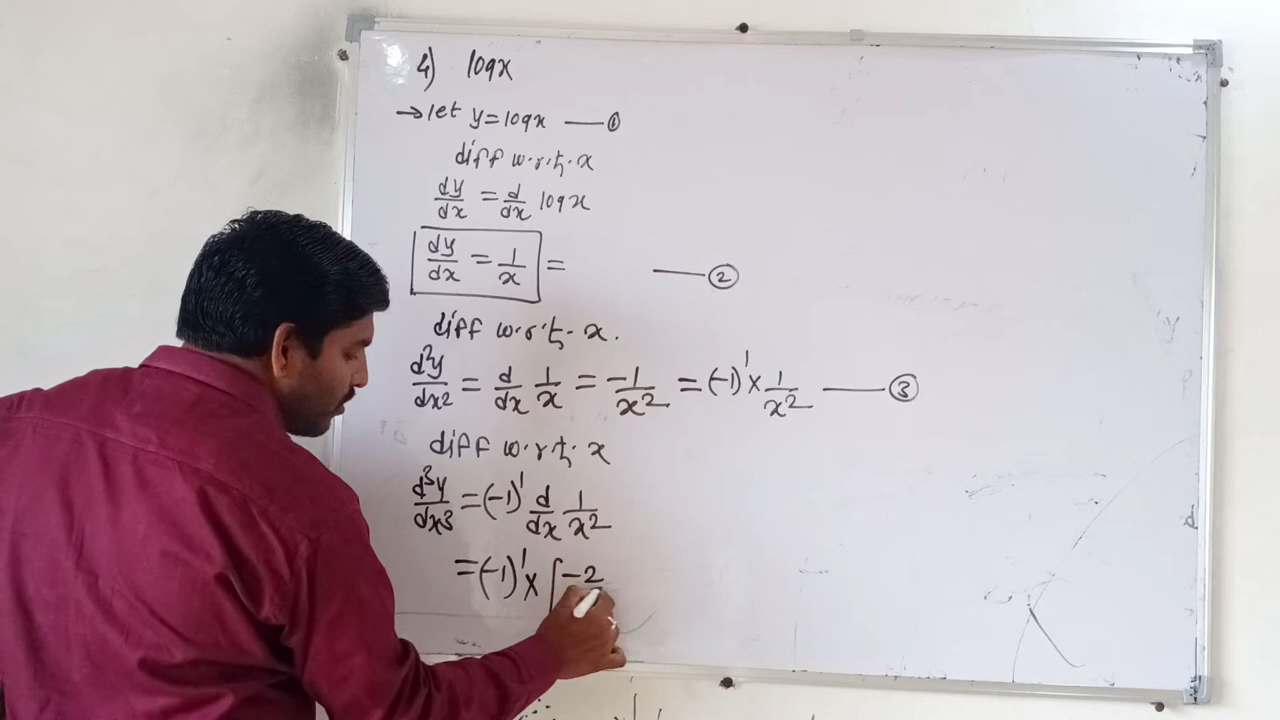 4) logx
→ let y = logx —— ①
diff w.r.t. x
dy/dx = d/dx logx
dy/dx = 1/x = —— ②
diff w.r.t. x.
d²y/dx² = d/dx 1/x = -1/x² = (-1)¹ × 1/x² —— ③
diff w.r.t. x
d³y/dx³ = (-1)¹ d/dx 1/x²
= (-1)¹ × [-2